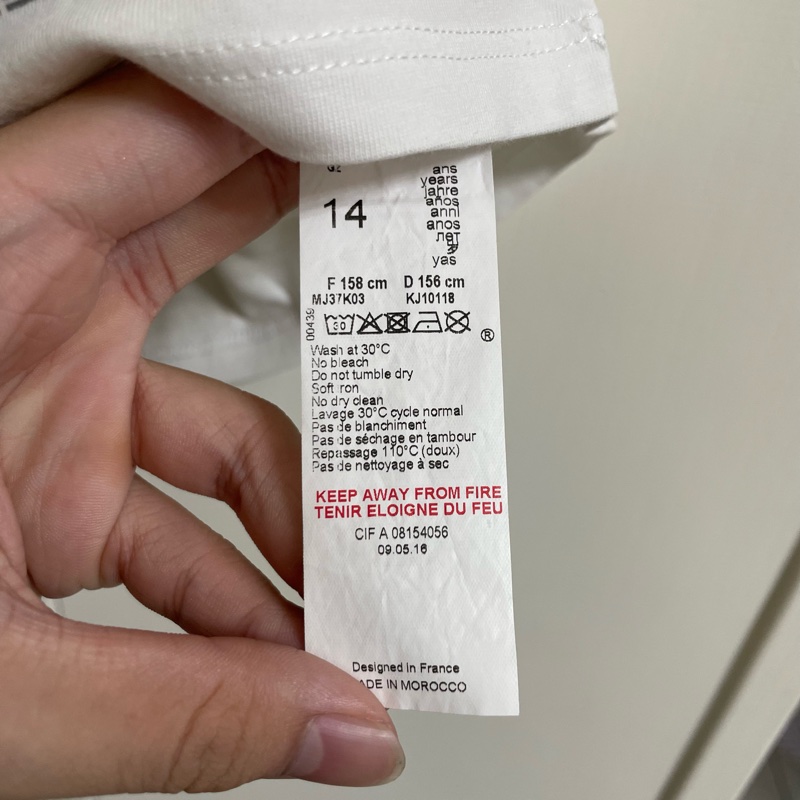 ans
years
Jahre
años
14
anni
anos
лет
岁
yas
F 158 cm D 156 cm
MJ37K03 KJ10118
00439
30
®
Wash at 30°C
No bleach
Do not tumble dry
Soft iron
No dry clean
Lavage 30°C cycle normal
Pas de blanchiment
Pas de séchage en tambour
Repassage 110°C (doux)
Pas de nettoyage à sec
KEEP AWAY FROM FIRE
TENIR ELOIGNE DU FEU
CIF A 08154056
09.05.16
Designed in France
ADE IN MOROCCO